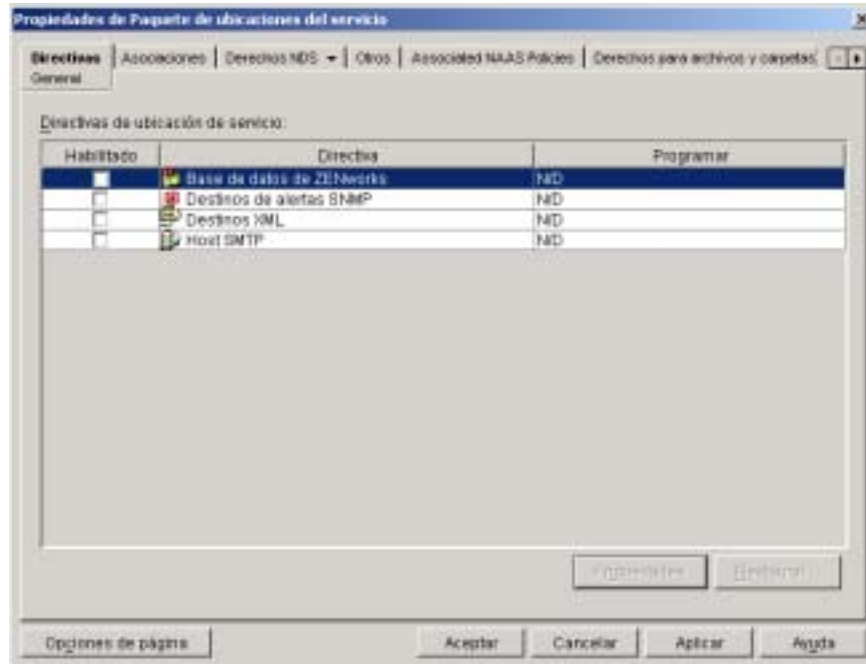 Propiedades de Paquete de ubicaciones del servicio
Directivas Asociaciones Derechos NDS Otros Associated NAAS Policies Derechos para archivos y carpetas
General
Directivas de ubicación de servicio:
Habilitado Directiva Programar
Base de datos de ZENworks N/D
Destinos de alertas SNMP N/D
Destinos XML N/D
Host SMTP N/D
Propiedades Restaurar
Opciones de página Aceptar Cancelar Aplicar Ayuda